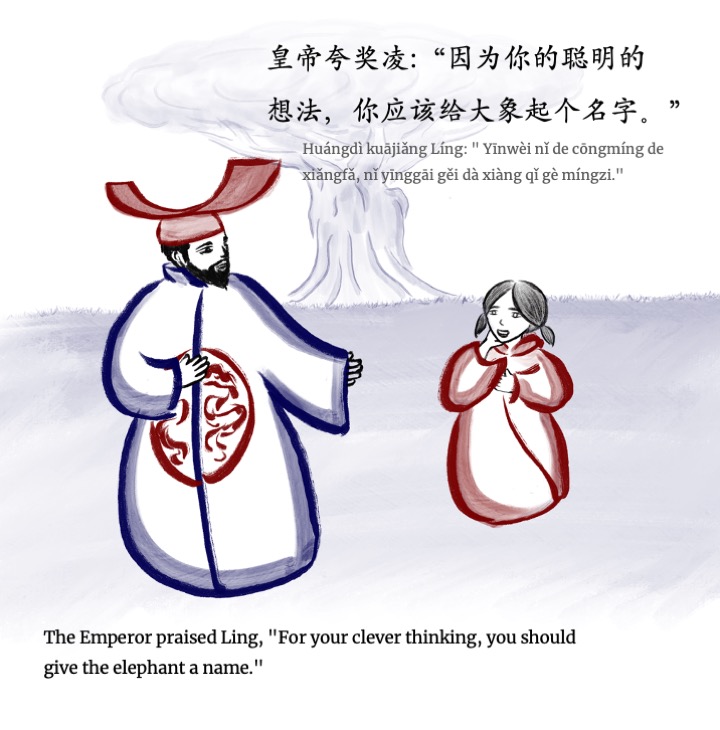 皇帝夸奖凌:“因为你的聪明的
想法，你应该给大象起个名字。”
Huángdì kuājiǎng Líng: " Yīnwèi nǐ de cōngmíng de
xiǎngfǎ, nǐ yīnggāi gěi dà xiàng qǐ gè míngzi."
The Emperor praised Ling, "For your clever thinking, you should
give the elephant a name."